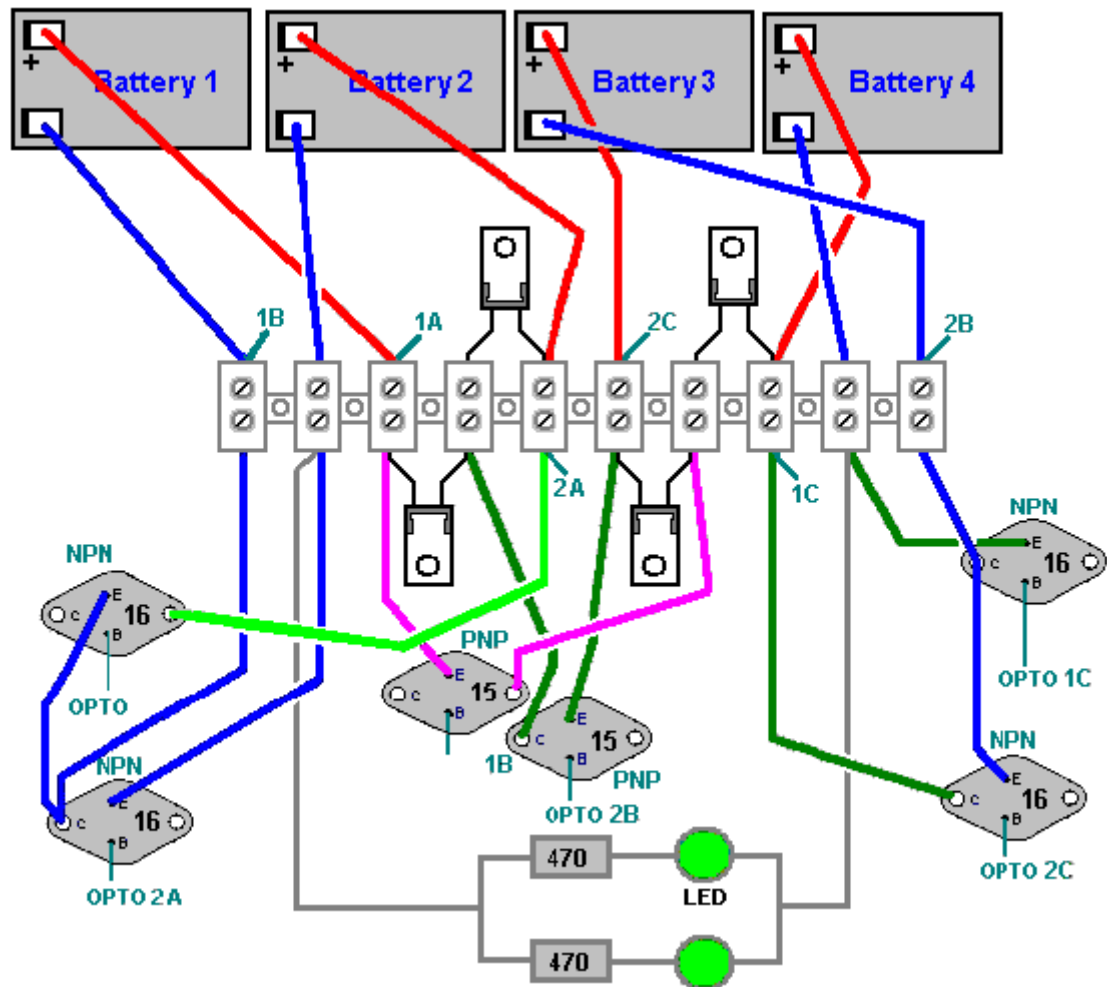 Battery 1
Battery 2
Battery 3
Battery 4
+
+
+
+
1B
1A
2C
2B
2A
1C
NPN
E
C
16
B
OPTO
NPN
E
C
16
B
OPTO 2A
PNP
E
C
15
B
1B
E
C
15
B
PNP
OPTO 2B
NPN
E
C
16
B
OPTO 1C
NPN
E
C
16
B
OPTO 2C
470
LED
470